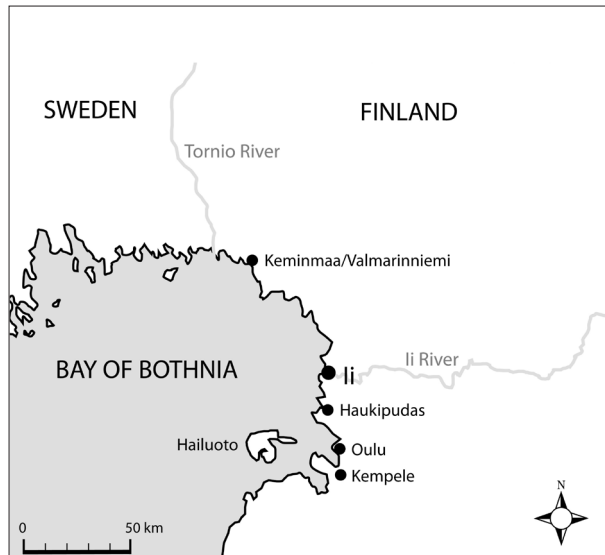 SWEDEN
FINLAND
Tornio River
Keminmaa/Valmarinniemi
Ii River
BAY OF BOTHNIA
Ii
Haukipudas
Hailuoto
Oulu
Kempele
N
0
50 km